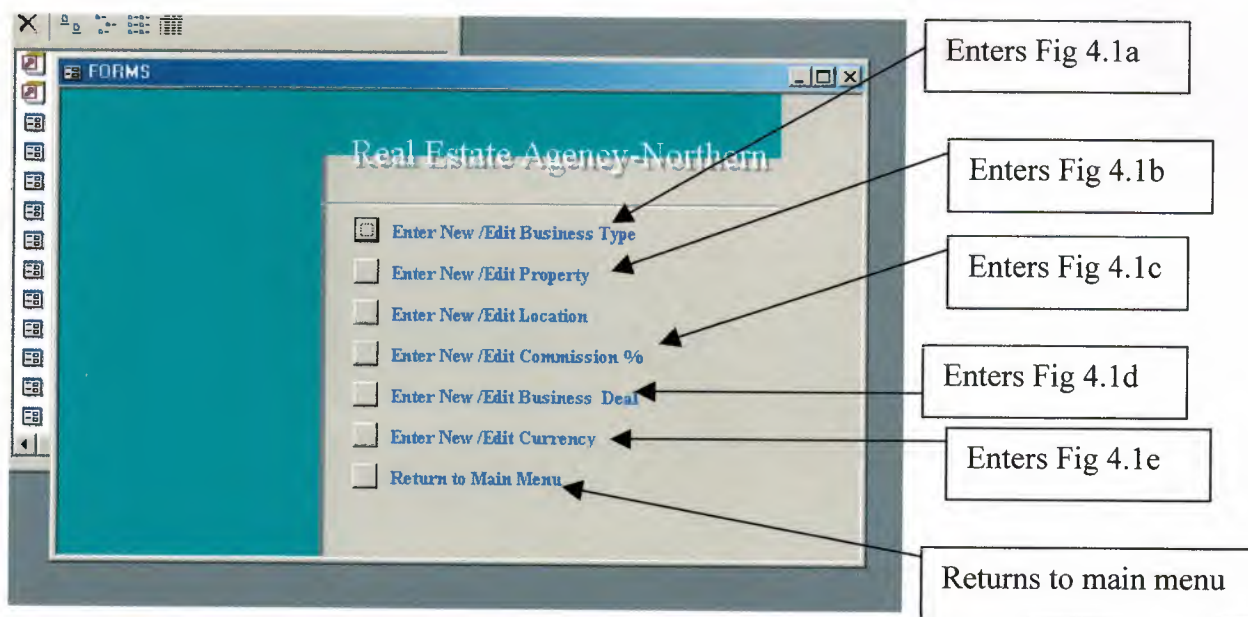 FORMS
Real Estate Agency-Northern
Enter New /Edit Business Type
Enter New /Edit Property
Enter New /Edit Location
Enter New /Edit Commission %
Enter New /Edit Business Deal
Enter New /Edit Currency
Return to Main Menu
Enters Fig 4.1a
Enters Fig 4.1b
Enters Fig 4.1c
Enters Fig 4.1d
Enters Fig 4.1e
Returns to main menu